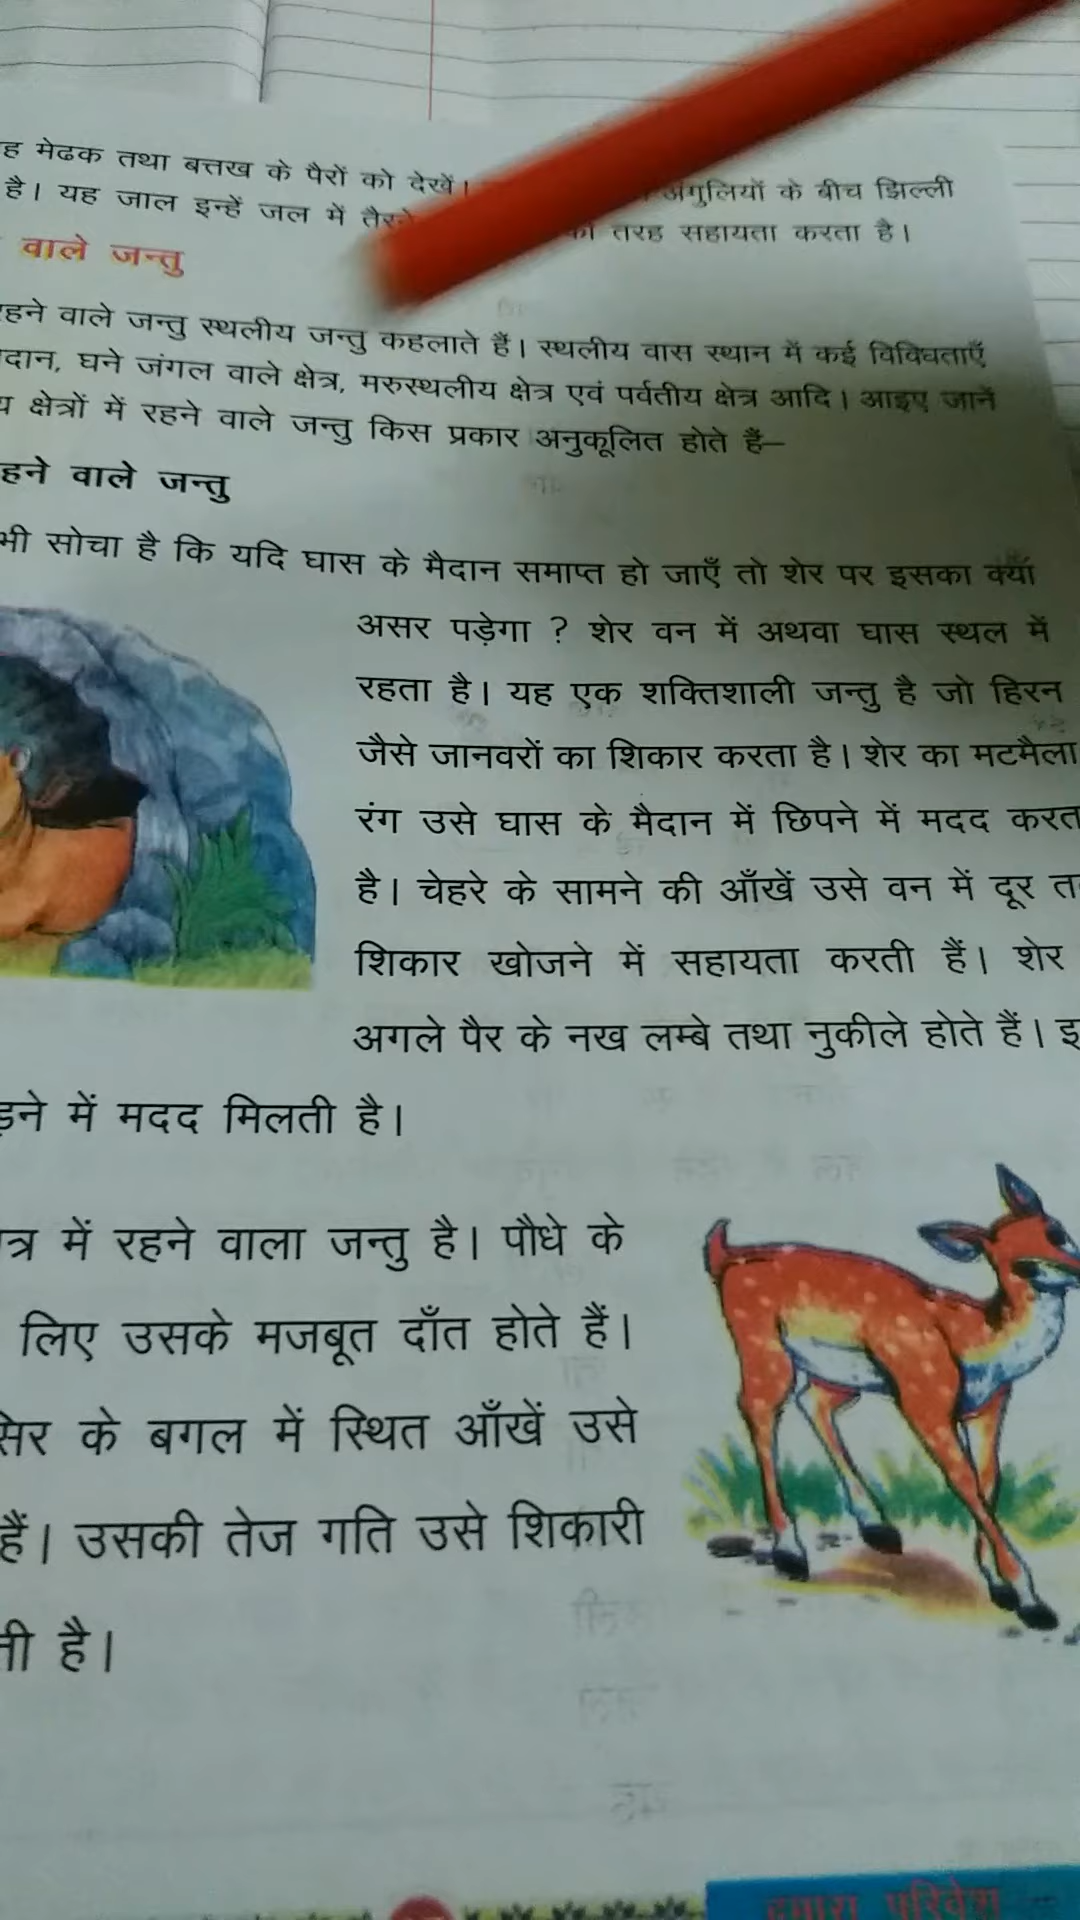 मेढक तथा बत्तख के पैरों को देखें। अंगुलियों के बीच झिल्ली
है। यह जाल इन्हें जल में तैरने की तरह सहायता करता है।
वाले जन्तु
रहने वाले जन्तु स्थलीय जन्तु कहलाते हैं। स्थलीय वास स्थान में कई विविधताएँ
घने जंगल वाले क्षेत्र, मरुस्थलीय क्षेत्र एवं पर्वतीय क्षेत्र आदि। आइए जानें
क्षेत्रों में रहने वाले जन्तु किस प्रकार अनुकूलित होते हैं–
हने वाले जन्तु
भी सोचा है कि यदि घास के मैदान समाप्त हो जाएँ तो शेर पर इसका क्या
असर पड़ेगा ? शेर वन में अथवा घास स्थल में
रहता है। यह एक शक्तिशाली जन्तु है जो हिरन
जैसे जानवरों का शिकार करता है। शेर का मटमैला
रंग उसे घास के मैदान में छिपने में मदद करत
है। चेहरे के सामने की आँखें उसे वन में दूर त
शिकार खोजने में सहायता करती हैं। शेर
अगले पैर के नख लम्बे तथा नुकीले होते हैं। इ
ड़ने में मदद मिलती है।
त्र में रहने वाला जन्तु है। पौधे के
लिए उसके मजबूत दाँत होते हैं।
सिर के बगल में स्थित आँखें उसे
हैं। उसकी तेज गति उसे शिकारी
ती है।
हमारा परिवेश